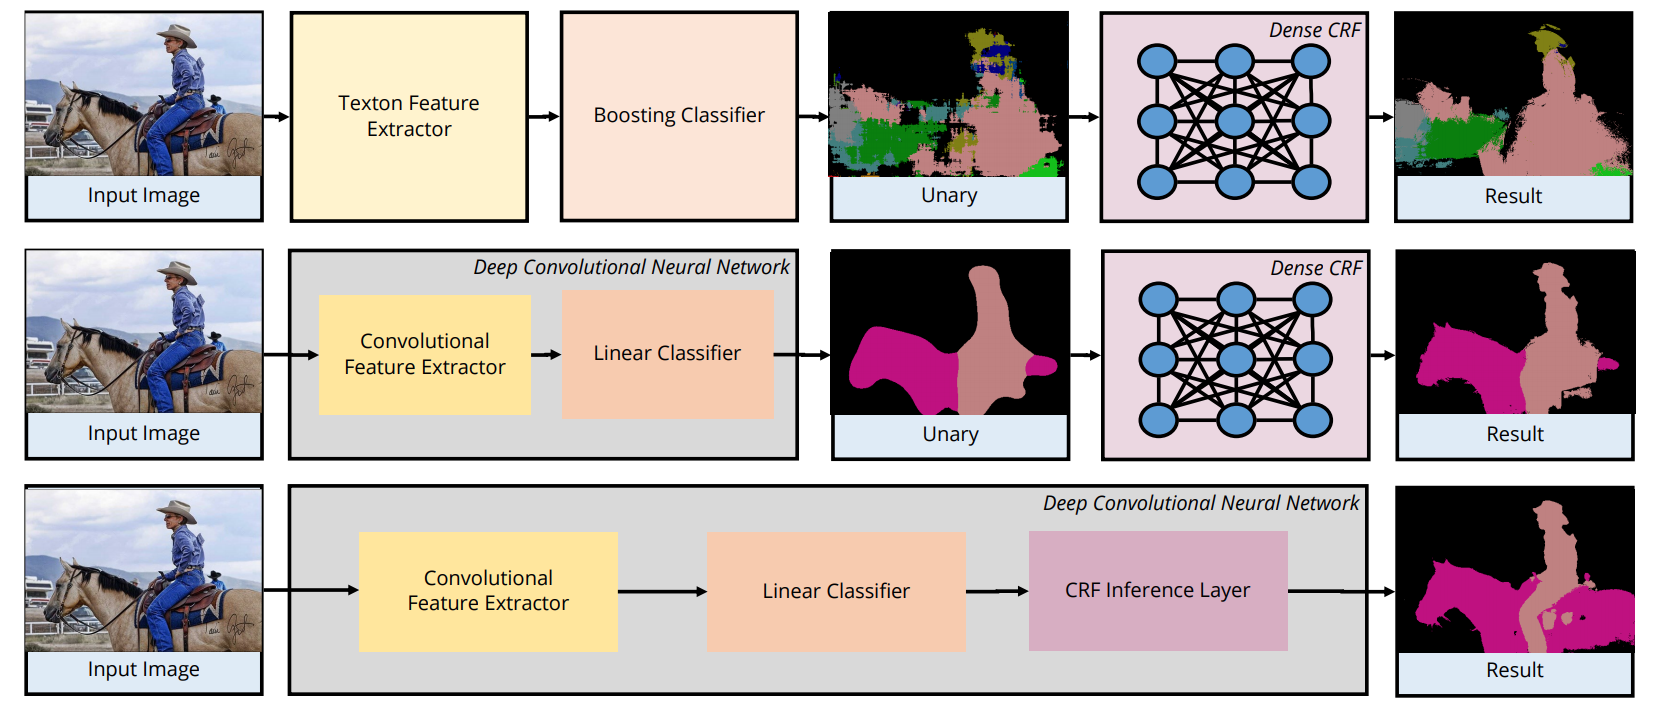 Dense CRF
Texton Feature
Extractor
Boosting Classifier
Input Image
Unary
Result
Deep Convolutional Neural Network
Dense CRF
Convolutional
Feature Extractor
Linear Classifier
Input Image
Unary
Result
Deep Convolutional Neural Network
Convolutional
Feature Extractor
Linear Classifier
CRF Inference Layer
Input Image
Result